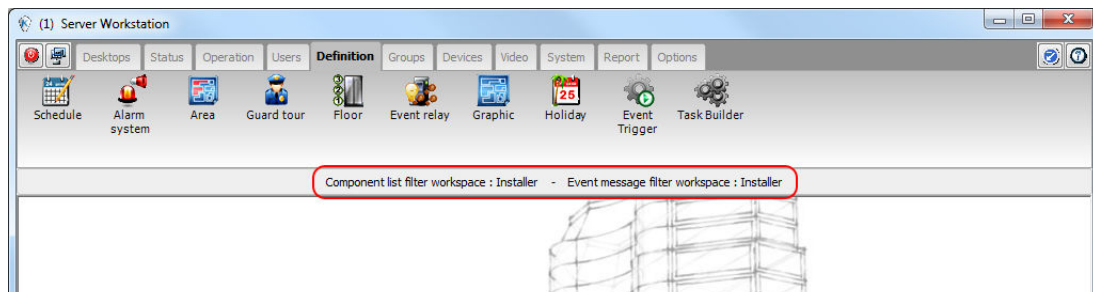 (1) Server Workstation
Desktops Status Operation Users Definition Groups Devices Video System Report Options
Schedule Alarm system Area Guard tour Floor Event relay Graphic 25 Holiday Event Trigger Task Builder
Component list filter workspace : Installer - Event message filter workspace : Installer